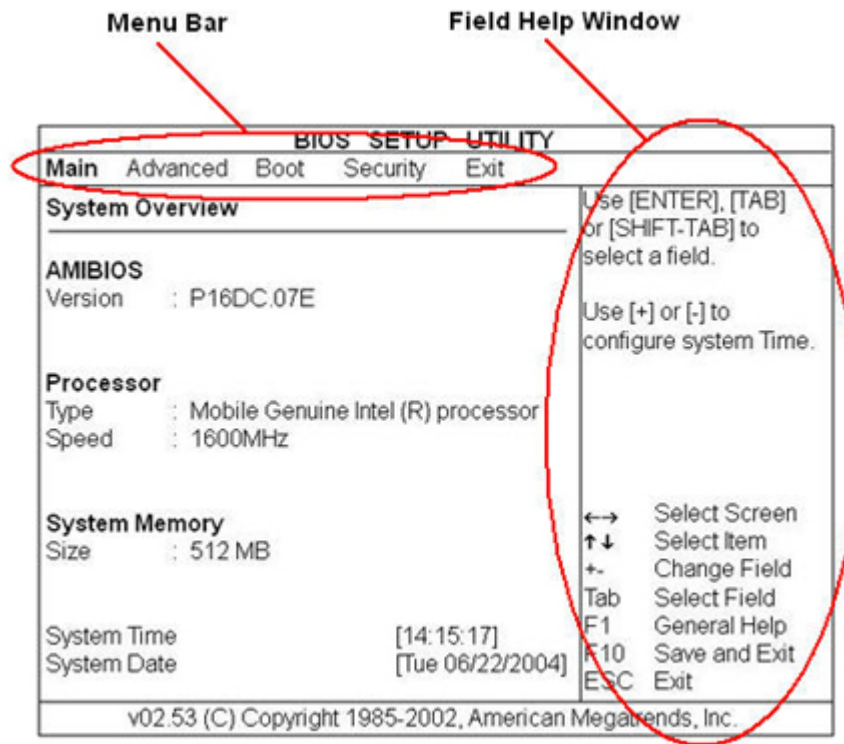 Menu Bar
Field Help Window
BIOS SETUP UTILITY
Main Advanced Boot Security Exit
System Overview
AMIBIOS
Version : P16DC.07E
Processor
Type : Mobile Genuine Intel (R) processor
Speed : 1600MHz
System Memory
Size : 512 MB
System Time [14:15:17]
System Date [Tue 06/22/2004]
Use [ENTER], [TAB]
or [SHIFT-TAB] to
select a field.
Use [+] or [-] to
configure system Time.
←→ Select Screen
↑↓ Select Item
+- Change Field
Tab Select Field
F1 General Help
F10 Save and Exit
ESC Exit
v02.53 (C) Copyright 1985-2002, American Megatrends, Inc.